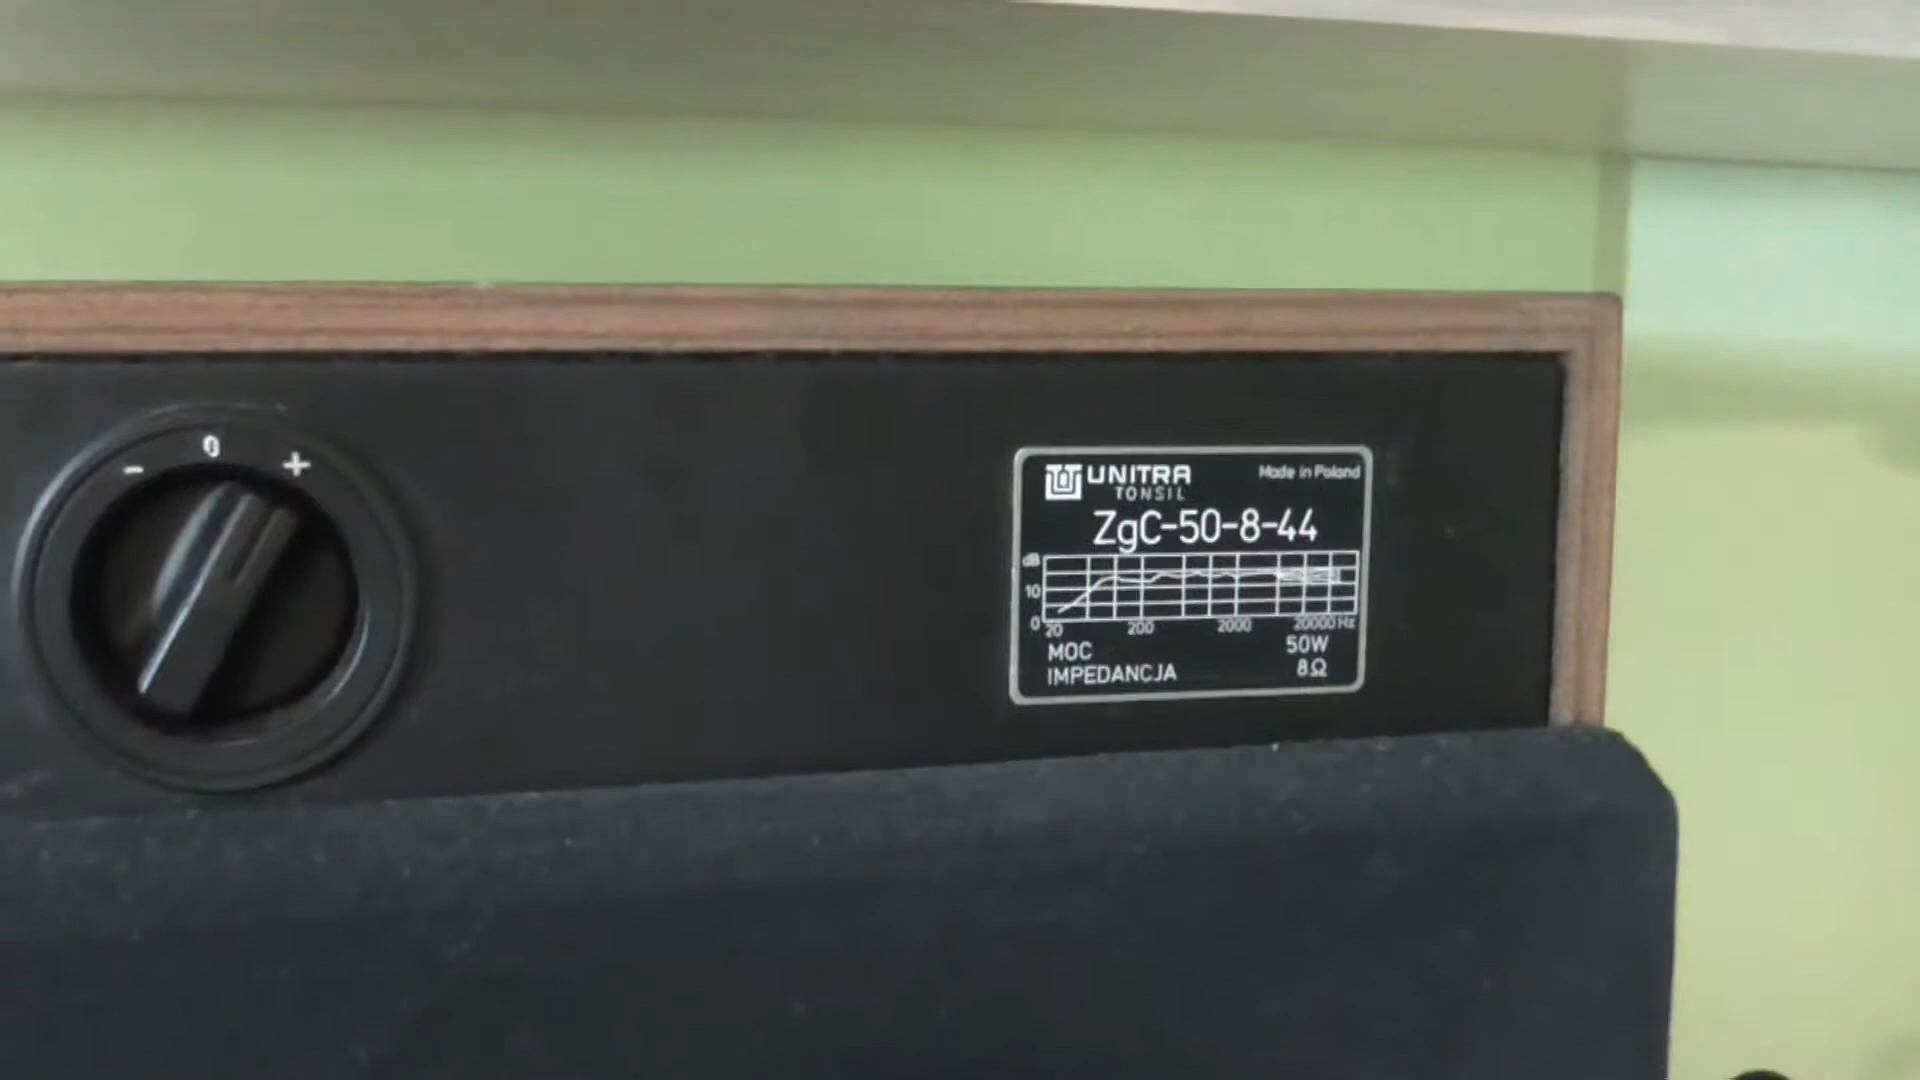 - 0 +
UNITRA Made in Poland
TONSIL
ZgC-50-8-44
dB
10
0
20 200 2000 20000 Hz
MOC 50W
IMPEDANCJA 8Ω